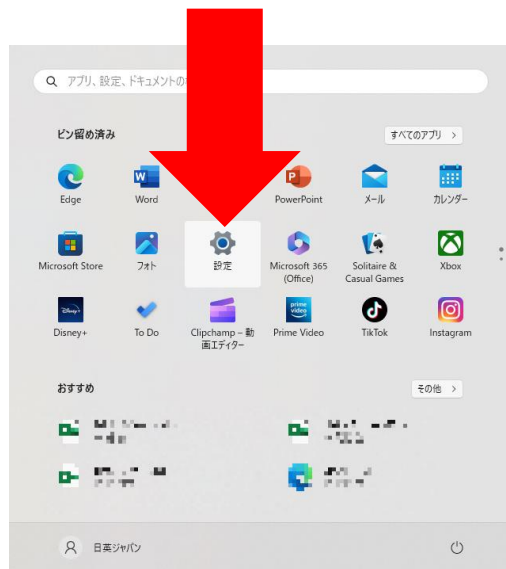 アプリ、設定、ドキュメントの
ピン留め済み
すべてのアプリ
Edge
Word
PowerPoint
メール
カレンダー
Microsoft Store
フォト
設定
Microsoft 365
(Office)
Solitaire &
Casual Games
Xbox
Disney+
To Do
Clipchamp – 動
画エディター
prime
video
Prime Video
TikTok
Instagram
おすすめ
その他
日英ジャパン